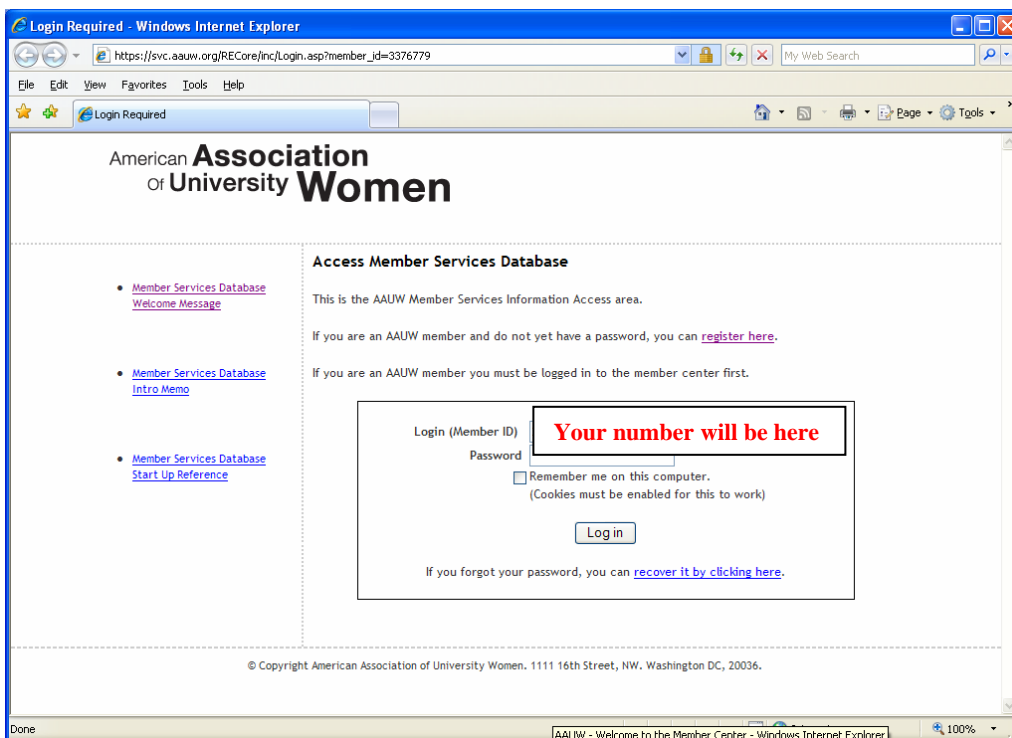 Login Required - Windows Internet Explorer
https://svc.aauw.org/RECore/inc/Login.asp?member_id=3376779
My Web Search
File Edit View Favorites Tools Help
Login Required
Page Tools
American Association
Of University Women
Access Member Services Database
Member Services Database
Welcome Message
This is the AAUW Member Services Information Access area.
If you are an AAUW member and do not yet have a password, you can register here.
Member Services Database
Intro Memo
If you are an AAUW member you must be logged in to the member center first.
Login (Member ID)
Your number will be here
Password
Member Services Database
Start Up Reference
Remember me on this computer.
(Cookies must be enabled for this to work)
Log in
If you forgot your password, you can recover it by clicking here.
© Copyright American Association of University Women. 1111 16th Street, NW. Washington DC, 20036.
Done
100%
AAUW - Welcome to the Member Center - Windows Internet Explorer